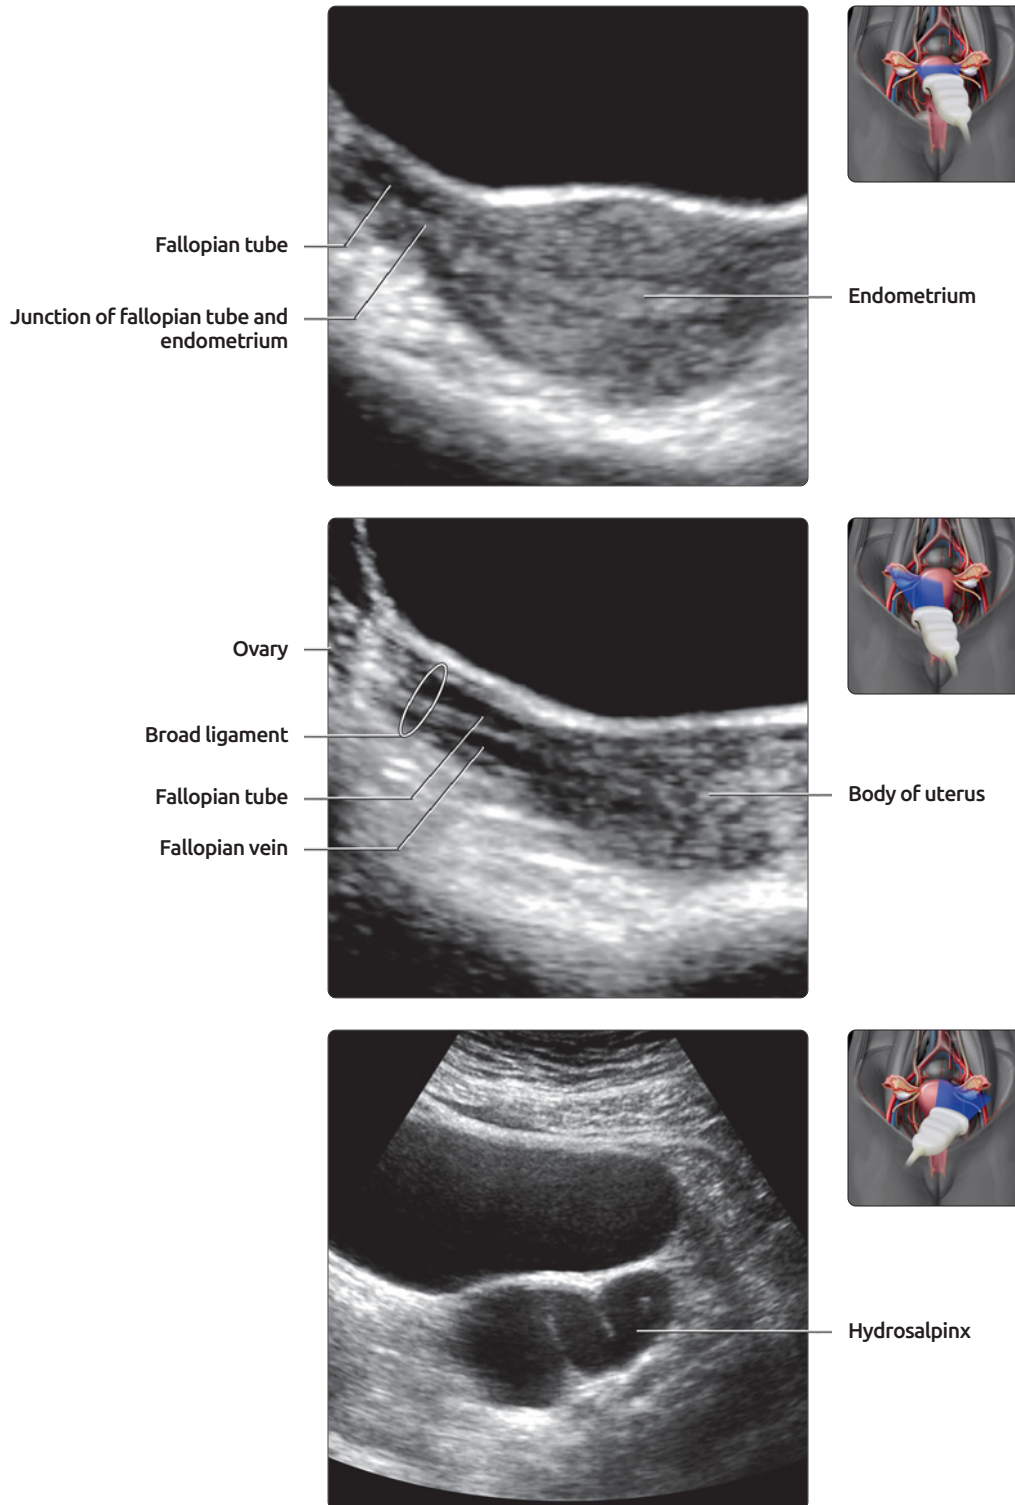 Fallopian tube
Junction of fallopian tube and
endometrium
Endometrium
Ovary
Broad ligament
Fallopian tube
Fallopian vein
Body of uterus
Hydrosalpinx